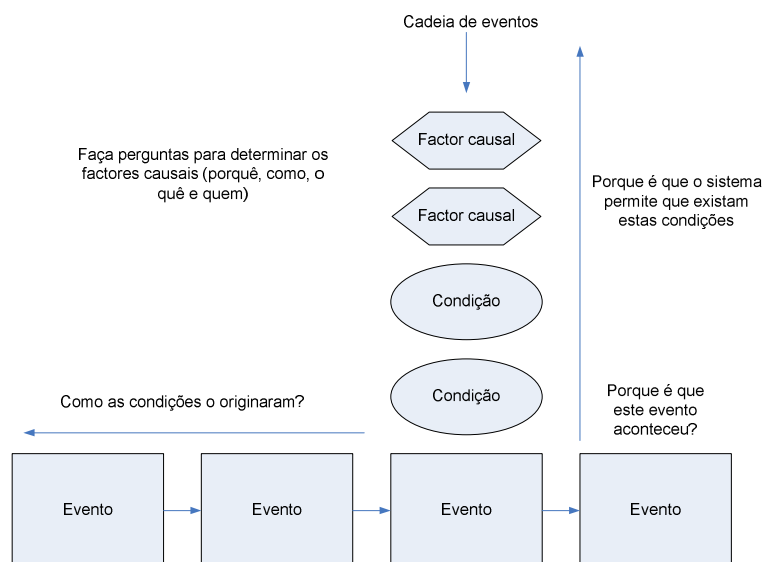 Cadeia de eventos
Factor causal
Faça perguntas para determinar os
factores causais (porquê, como, o
quê e quem)
Porque é que o sistema
permite que existam
estas condições
Factor causal
Condição
Condição
Como as condições o originaram?
Porque é que
este evento
aconteceu?
Evento
Evento
Evento
Evento